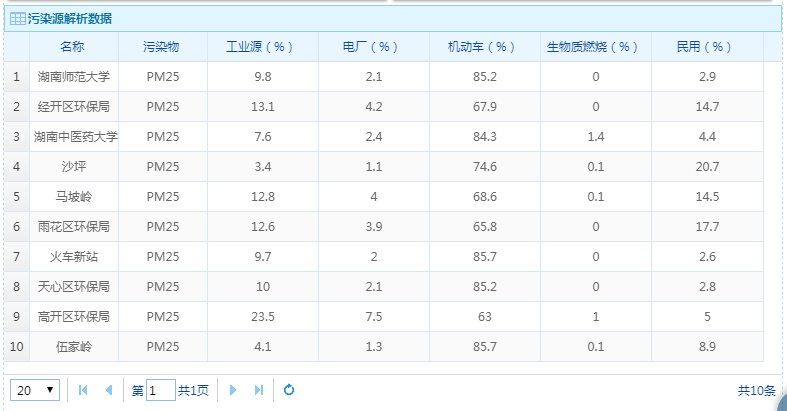 污染源解析数据
名称 污染物 工业源（%） 电厂（%） 机动车（%） 生物质燃烧（%） 民用（%）
1 湖南师范大学 PM25 9.8 2.1 85.2 0 2.9
2 经开区环保局 PM25 13.1 4.2 67.9 0 14.7
3 湖南中医药大学 PM25 7.6 2.4 84.3 1.4 4.4
4 沙坪 PM25 3.4 1.1 74.6 0.1 20.7
5 马坡岭 PM25 12.8 4 68.6 0.1 14.5
6 雨花区环保局 PM25 12.6 3.9 65.8 0 17.7
7 火车新站 PM25 9.7 2 85.7 0 2.6
8 天心区环保局 PM25 10 2.1 85.2 0 2.8
9 高开区环保局 PM25 23.5 7.5 63 1 5
10 伍家岭 PM25 4.1 1.3 85.7 0.1 8.9
20 第 1 共1页 共10条